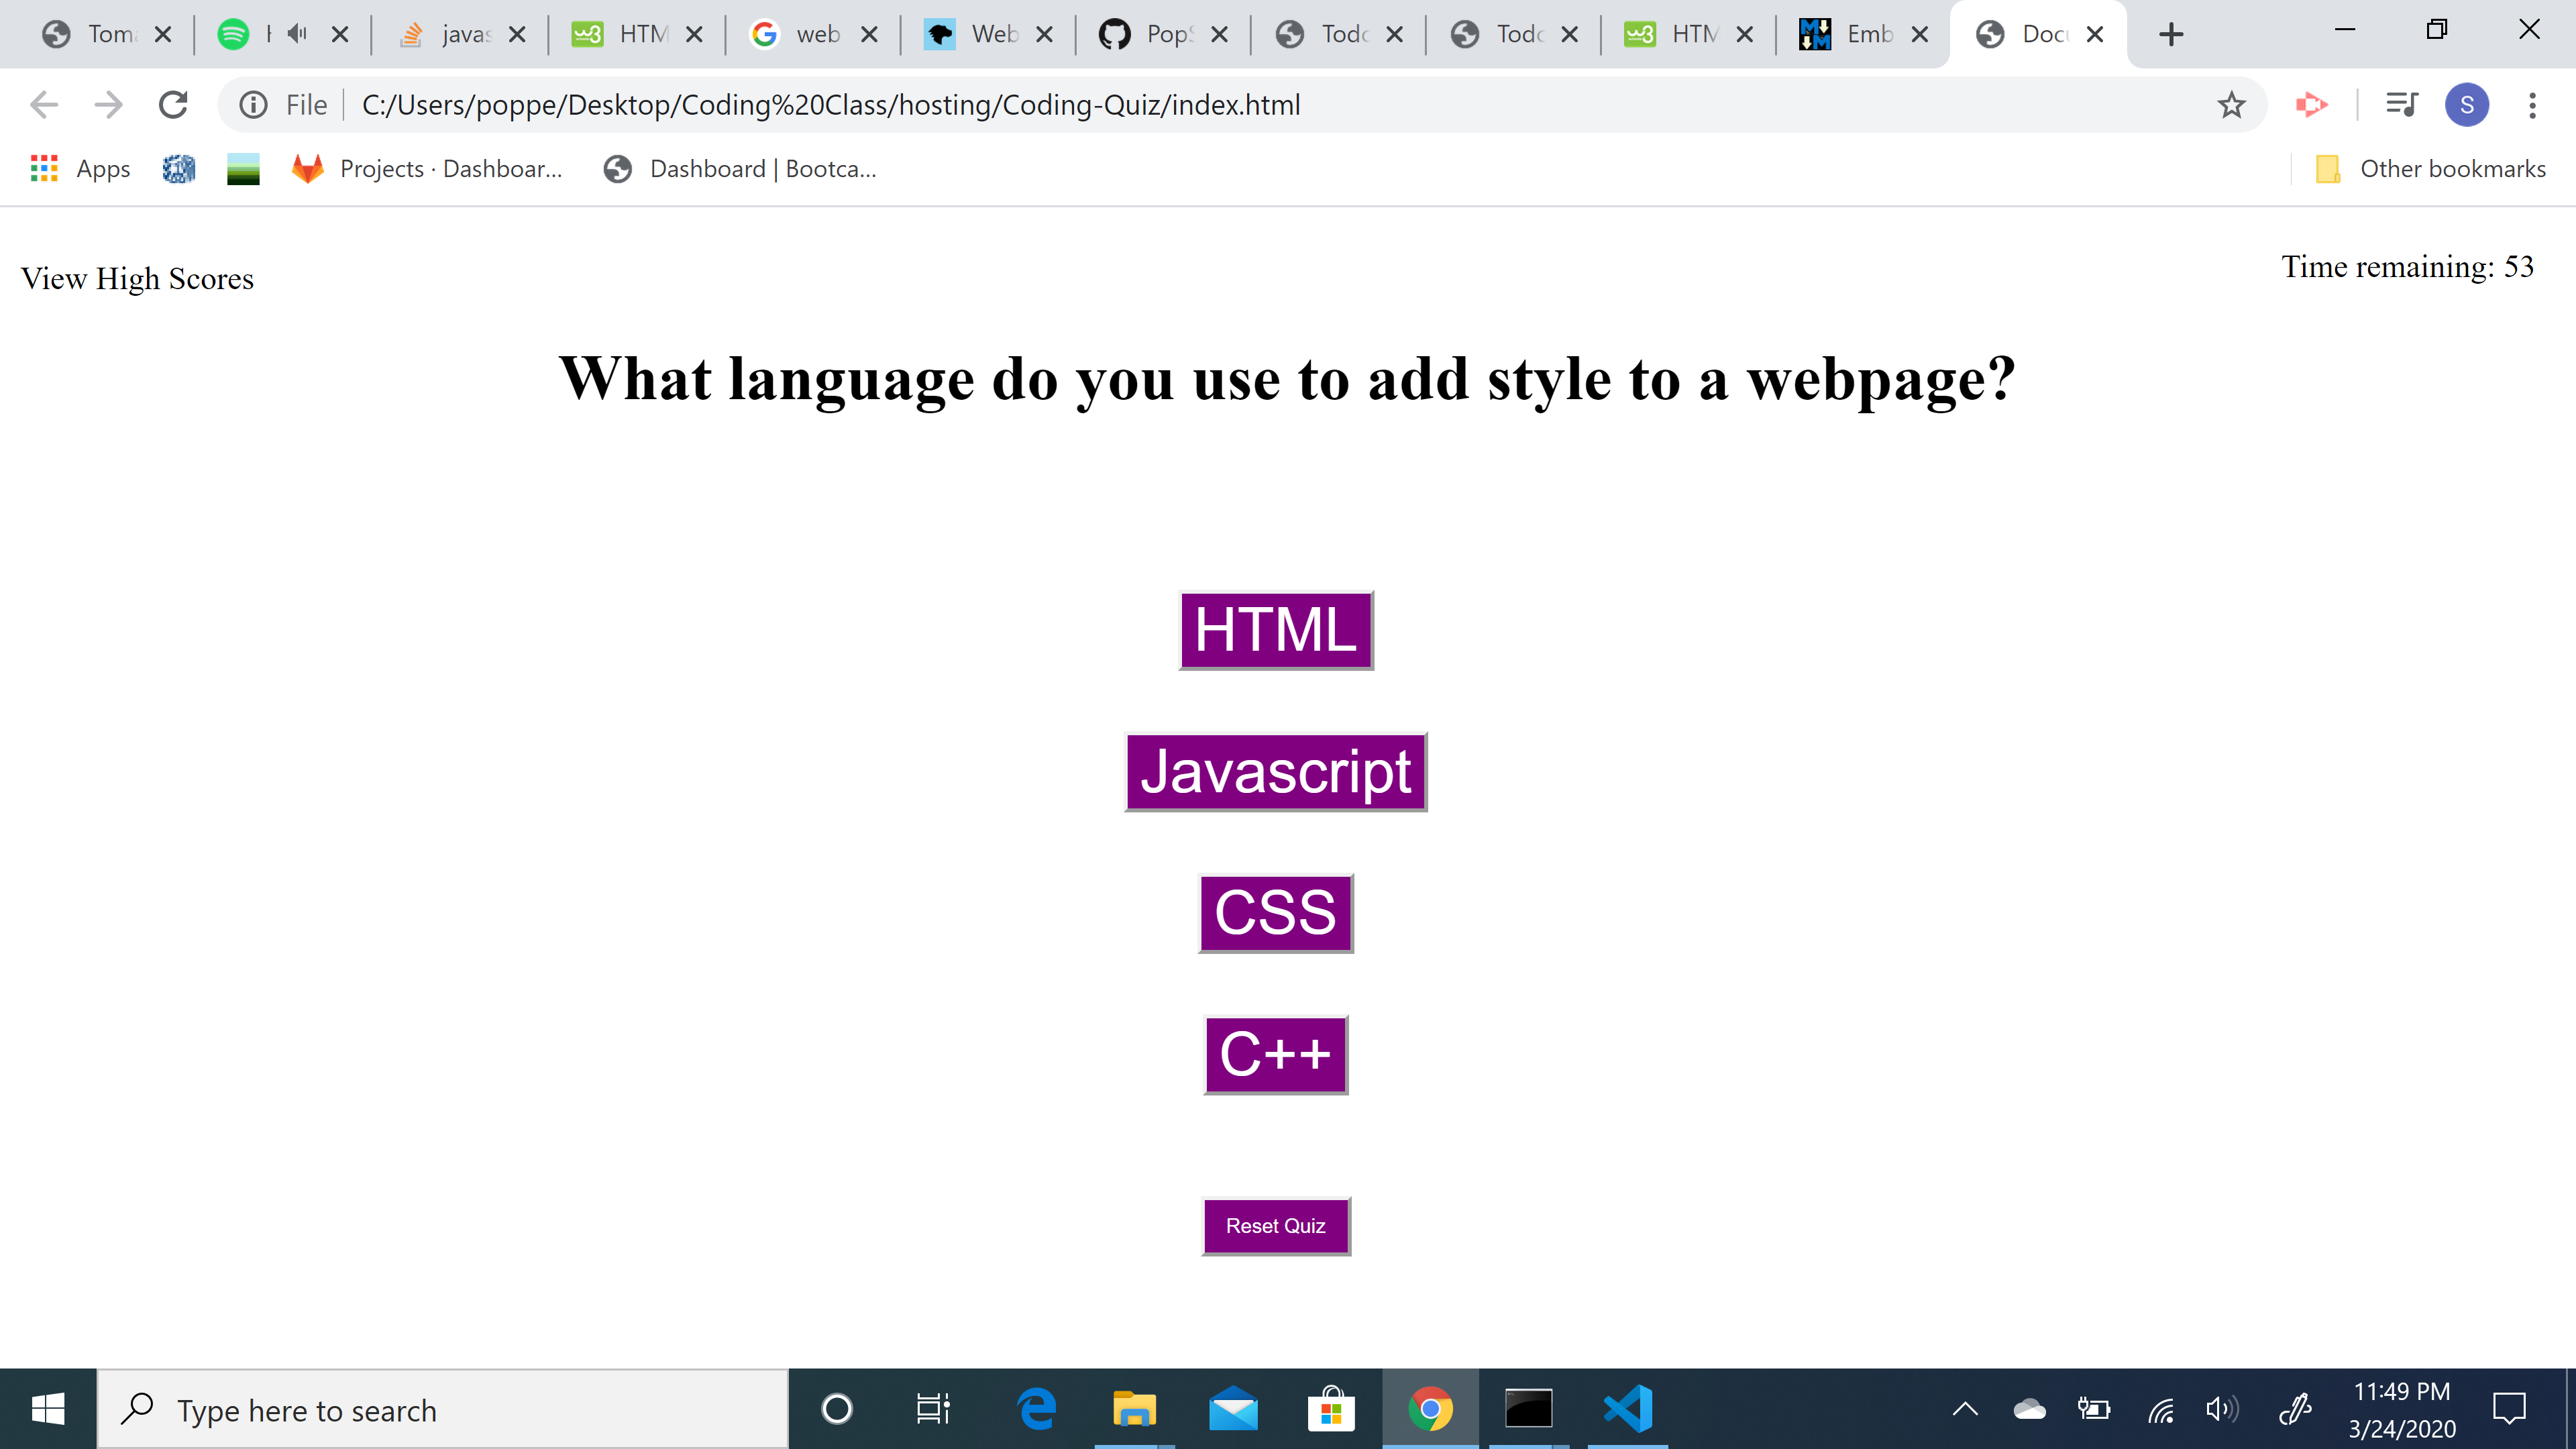 Tom
javas
HTM
web
Web
Pop
Tod
Tod
HTM
Emb
Doc
File
C:/Users/poppe/Desktop/Coding%20Class/hosting/Coding-Quiz/index.html
S
Apps
Projects · Dashboar...
Dashboard | Bootca...
Other bookmarks
View High Scores
Time remaining: 53
What language do you use to add style to a webpage?
HTML
Javascript
CSS
C++
Reset Quiz
Type here to search
11:49 PM
3/24/2020